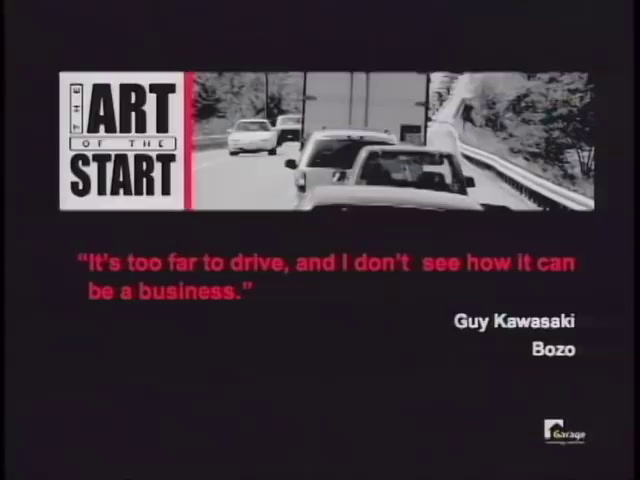 THE
ART
OF THE
START
“It's too far to drive, and I don't see how it can
be a business.”
Guy Kawasaki
Bozo
Garage